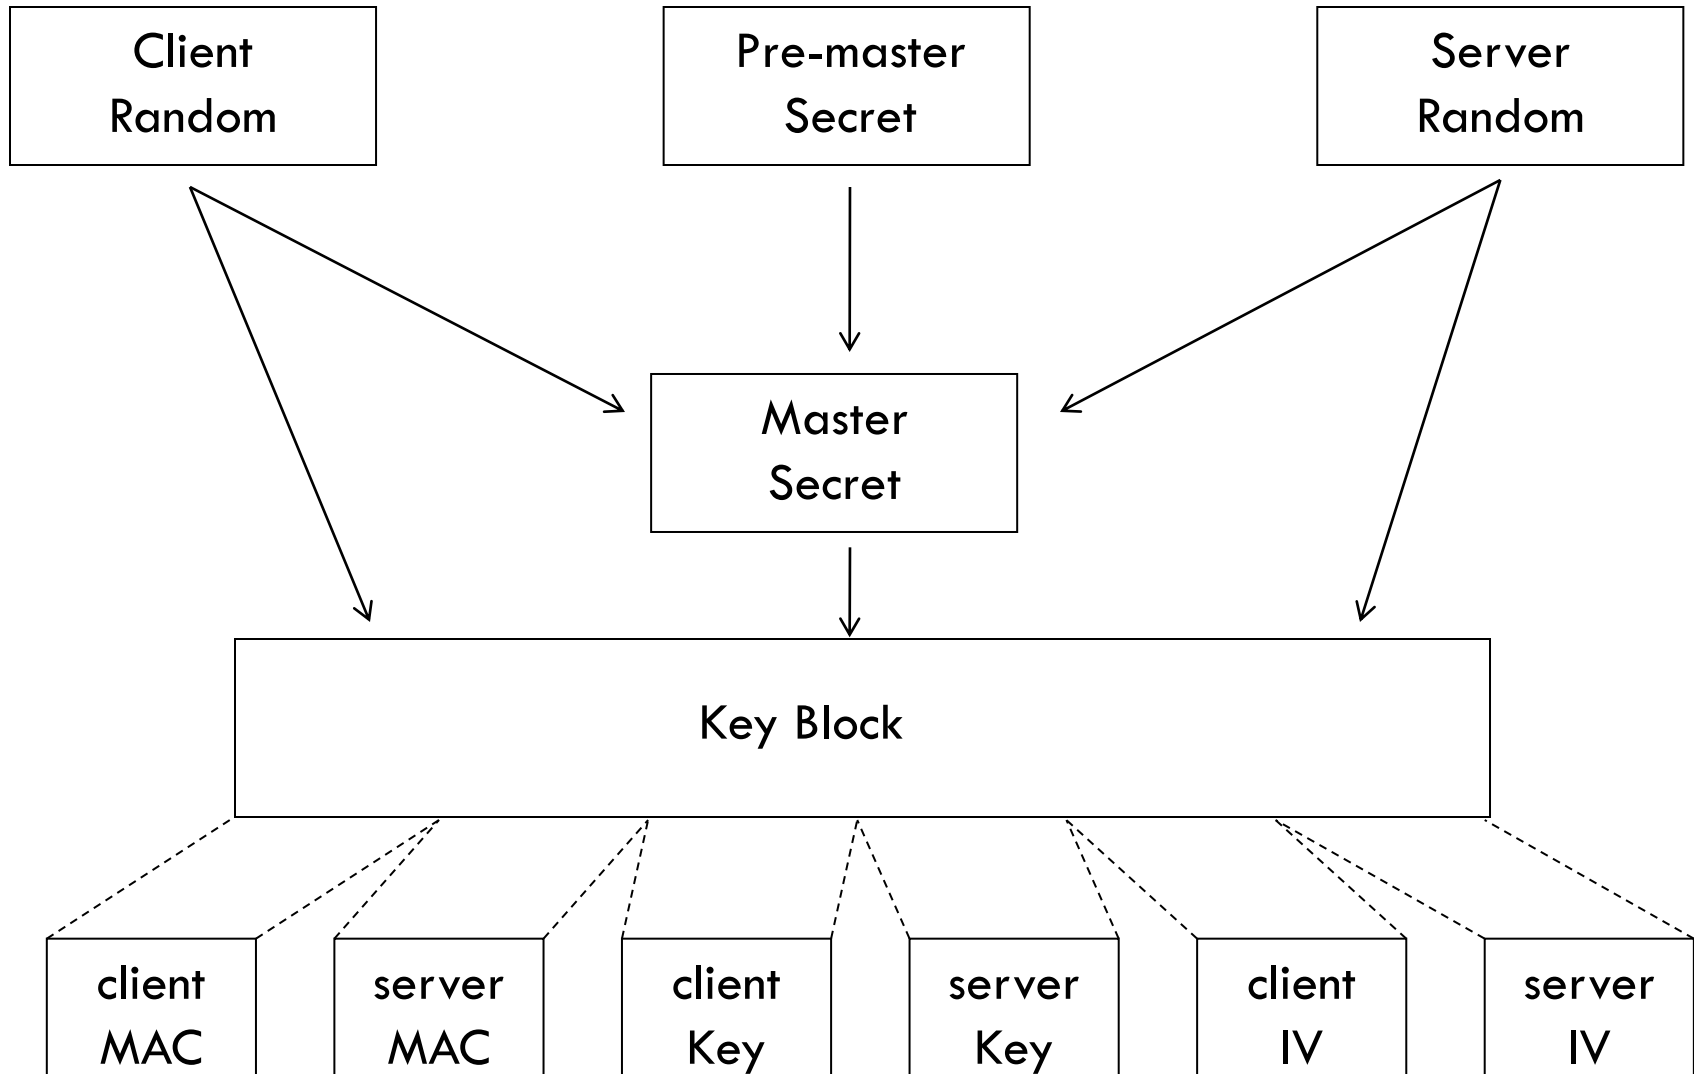 Client
Random
Pre-master
Secret
Server
Random
Master
Secret
Key Block
client
MAC
server
MAC
client
Key
server
Key
client
IV
server
IV